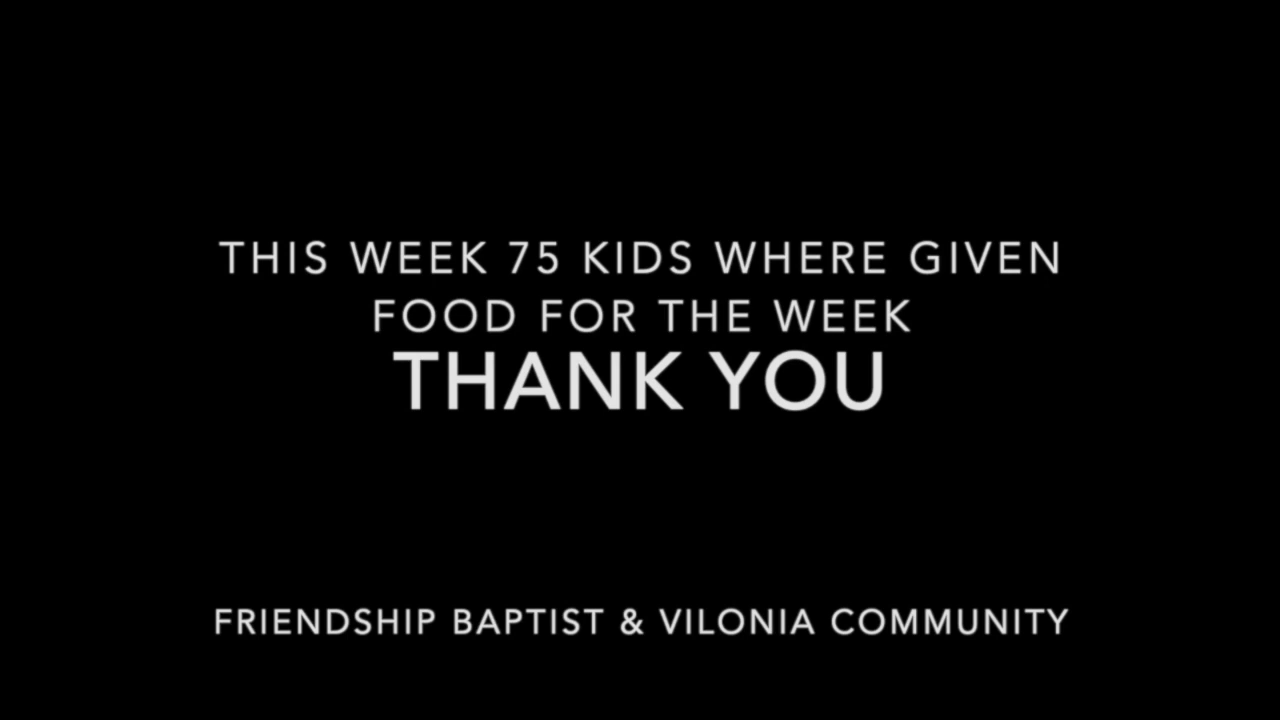 THIS WEEK 75 KIDS WHERE GIVEN
FOOD FOR THE WEEK
THANK YOU
FRIENDSHIP BAPTIST & VILONIA COMMUNITY